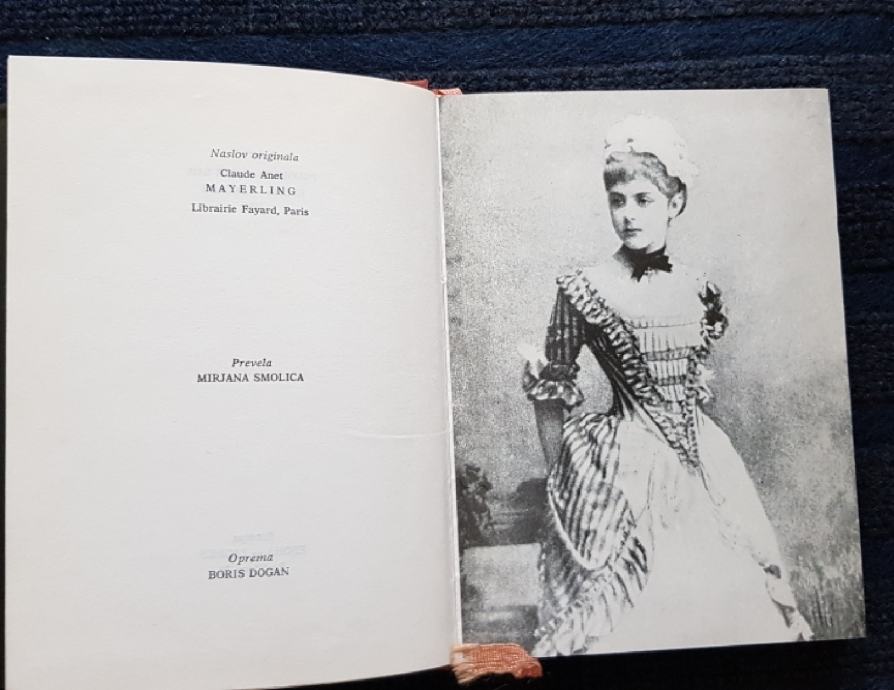 Naslov originala
Claude Anet
MAYERLING
Librairie Fayard, Paris
Prevela
MIRJANA SMOLICA
Oprema
BORIS DOGAN